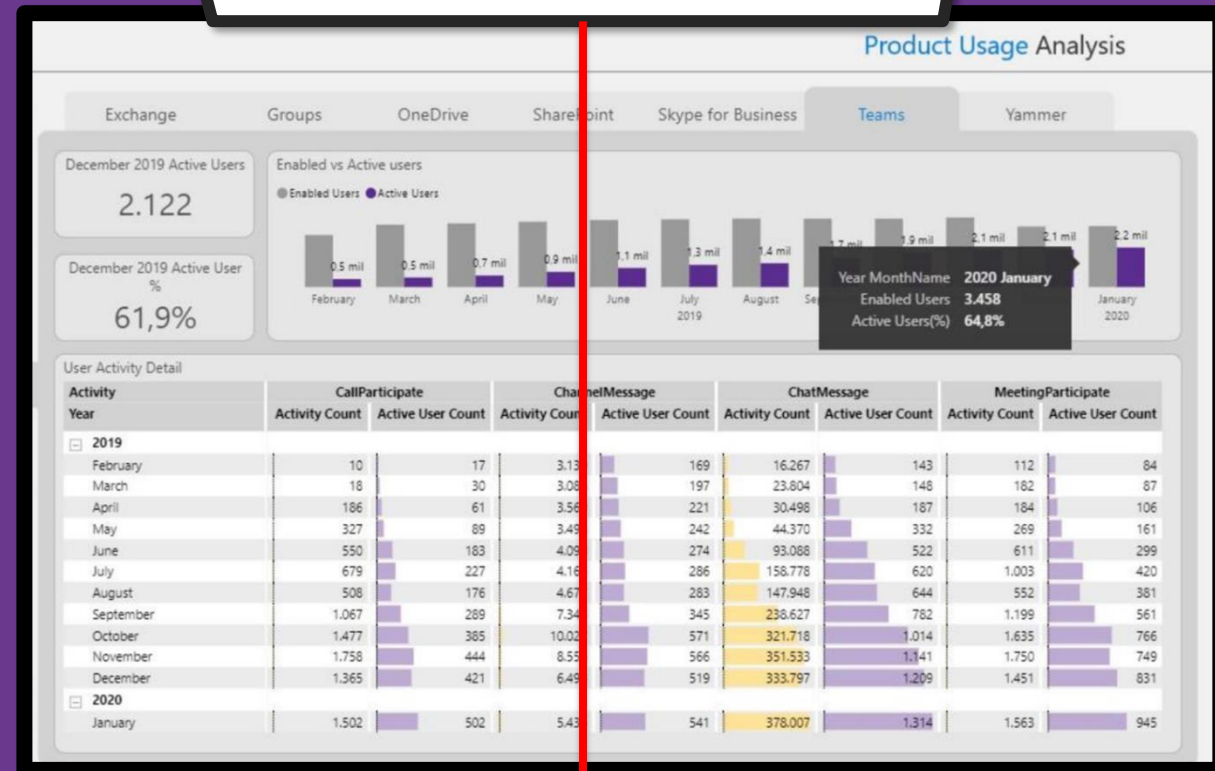 Product Usage Analysis
Exchange Groups OneDrive SharePoint Skype for Business Teams Yammer
December 2019 Active Users
2.122
December 2019 Active User
%
61,9%
Enabled vs Active users
Enabled Users Active Users
0,5 mil 0,5 mil 0,7 mil 0,9 mil 1,1 mil 1,3 mil 1,4 mil 1.9 mil 2,1 mil 2,1 mil 2,2 mil
February March April May June July August January
2019 2020
Year MonthName 2020 January
Enabled Users 3.458
Active Users(%) 64,8%
User Activity Detail
Activity CallParticipate ChannelMessage ChatMessage MeetingParticipate
Year Activity Count Active User Count Activity Count Active User Count Activity Count Active User Count Activity Count Active User Count
2019
February 10 17 169 16.267 143 112 84
March 18 30 197 23.804 148 182 87
April 186 61 221 30.498 187 184 106
May 327 89 242 44.370 332 269 161
June 550 183 274 93.088 522 611 299
July 679 227 286 158.778 620 1.003 420
August 508 176 283 147.948 644 552 381
September 1.067 289 345 238.627 782 1.199 561
October 1.477 385 571 321.718 1.014 1.635 766
November 1.758 444 566 351.533 1.141 1.750 749
December 1.365 421 519 333.797 1.209 1.451 831
2020
January 1.502 502 541 378.007 1.314 1.563 945